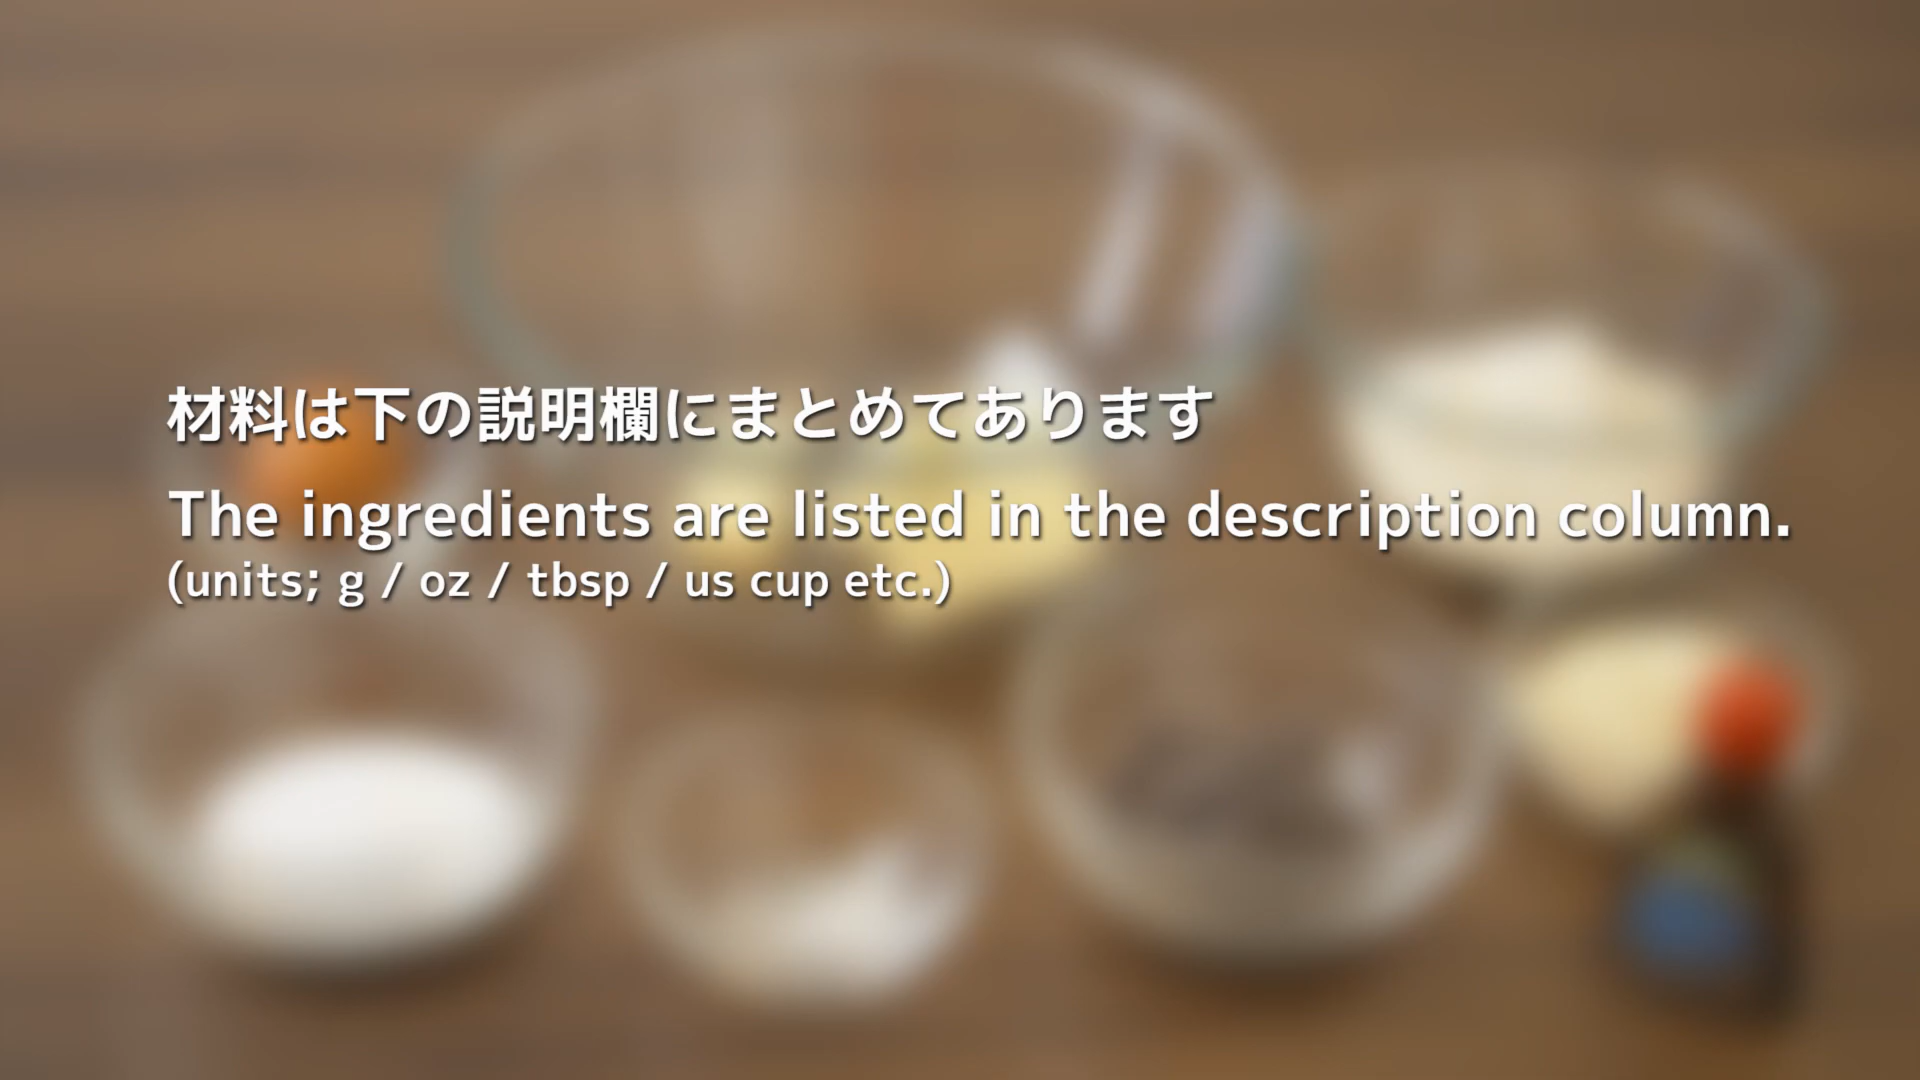 材料は下の説明欄にまとめてあります
The ingredients are listed in the description column.
(units; g / oz / tbsp / us cup etc.)